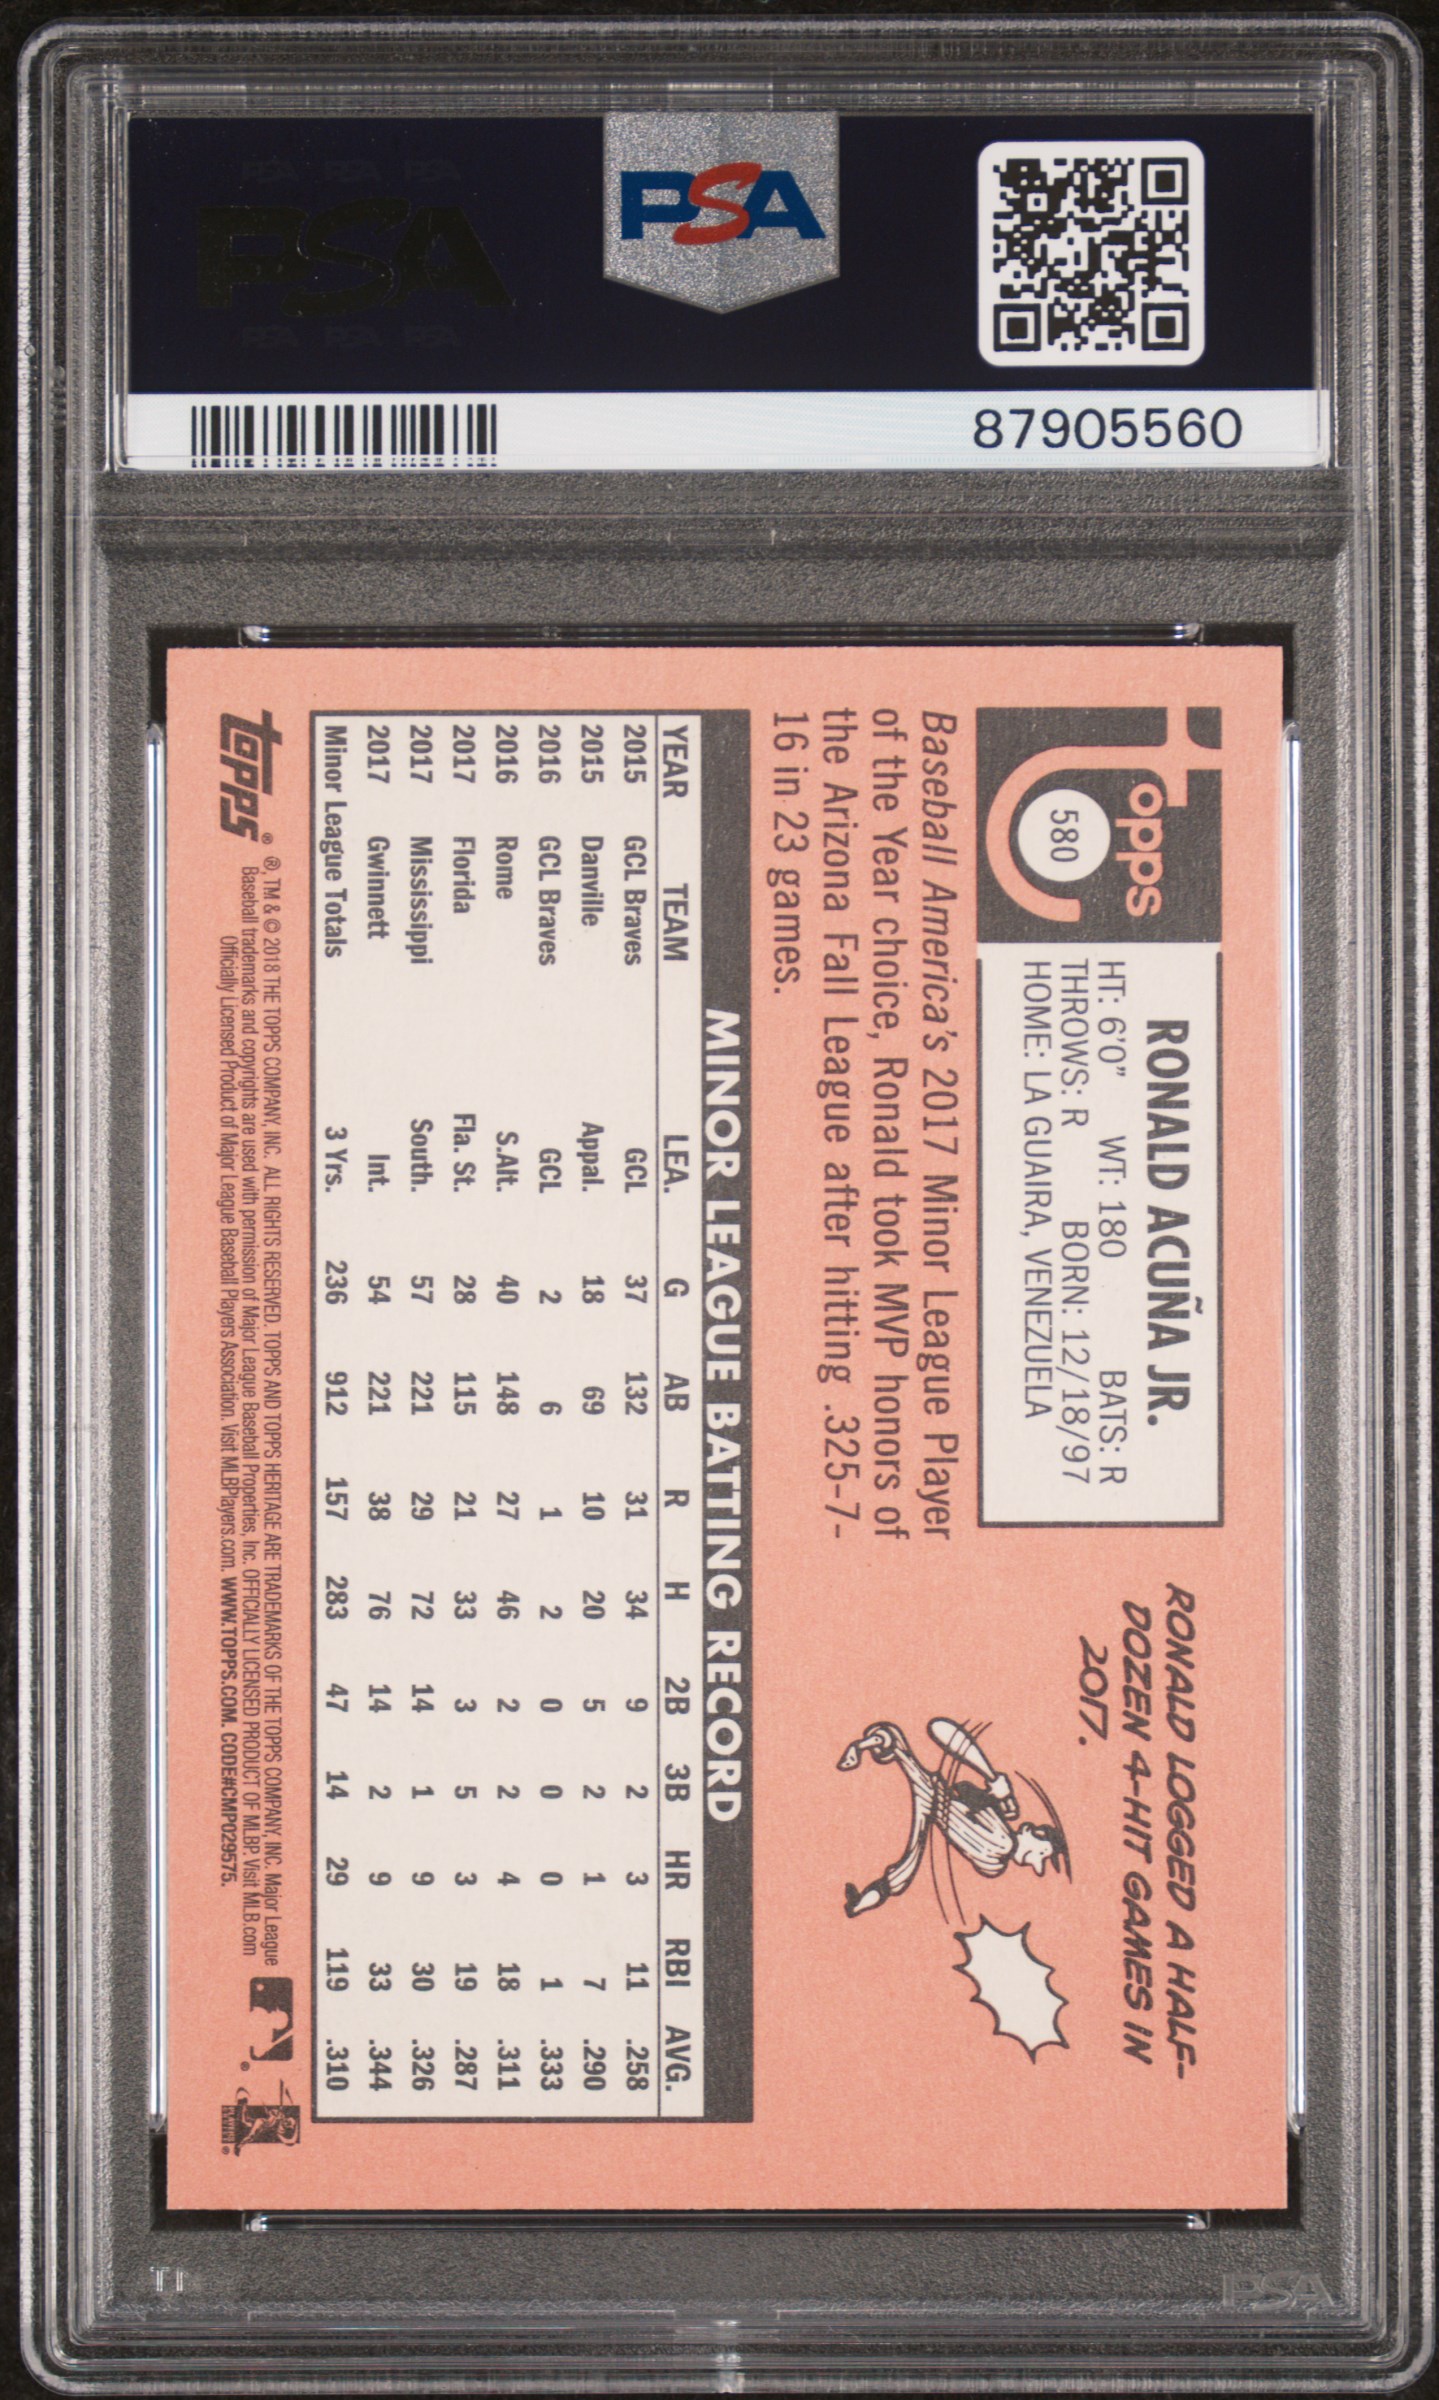 PSA PSA PSA
PSA
PSA PSA PSA
PSA
87905560
Topps
580
RONALD ACUÑA JR.
HT: 6'0" WT: 180 BATS: R
THROWS: R BORN: 12/18/97
HOME: LA GUAIRA, VENEZUELA
RONALD LOGGED A HALF-
DOZEN 4-HIT GAMES IN
2017.
Baseball America's 2017 Minor League Player
of the Year choice, Ronald took MVP honors of
the Arizona Fall League after hitting .325-7-
16 in 23 games.
MINOR LEAGUE BATTING RECORD
YEAR TEAM LEA. G AB R H 2B 3B HR RBI AVG.
2015 GCL Braves GCL 37 132 31 34 9 2 3 11 .258
2015 Danville Appal. 18 69 10 20 5 2 1 7 .290
2016 GCL Braves GCL 2 6 1 2 0 0 0 1 .333
2016 Rome S.Alt. 40 148 27 46 2 2 4 18 .311
2017 Florida Fla. St. 28 115 21 33 3 5 3 19 .287
2017 Mississippi South. 57 221 29 72 14 1 9 30 .326
2017 Gwinnett Int. 54 221 38 76 14 2 9 33 .344
Minor League Totals 3 Yrs. 236 912 157 283 47 14 29 119 .310
Topps ®
®, TM & © 2018 THE TOPPS COMPANY, INC. ALL RIGHTS RESERVED. TOPPS AND TOPPS HERITAGE ARE TRADEMARKS OF THE TOPPS COMPANY, INC. Major League
Baseball trademarks and copyrights are used with permission of Major League Baseball Properties, Inc. OFFICIALLY LICENSED PRODUCT OF MLBP. Visit MLB.com
Officially Licensed Product of Major League Baseball Players Association. Visit MLBPlayers.com. WWW.TOPPS.COM. CODE#CMP029575.
PSA